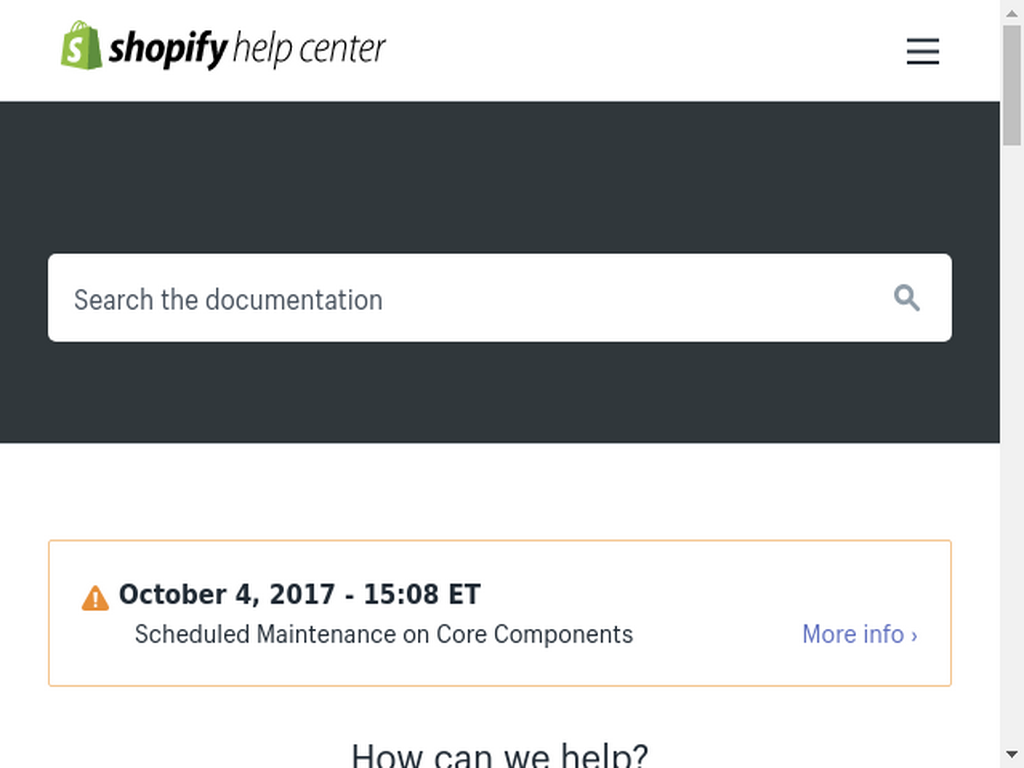 shopify help center
Search the documentation
October 4, 2017 - 15:08 ET
Scheduled Maintenance on Core Components
More info ›
How can we help?